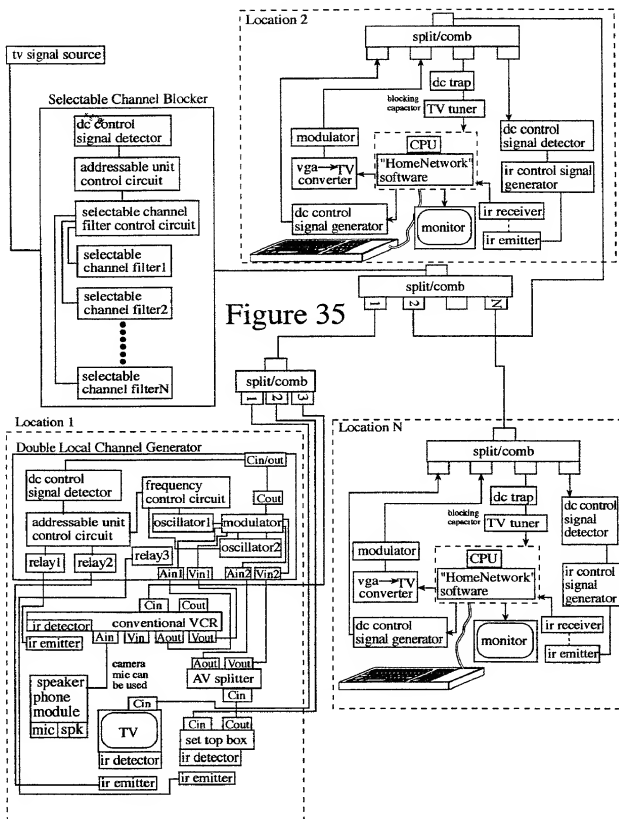 tv signal source
Selectable Channel Blocker
dc control
signal detector
addressable unit
control circuit
selectable channel
filter control circuit
selectable
channel filter1
selectable
channel filter2
selectable
channel filterN
Location 2
split/comb
dc trap
blocking
capacitor
TV tuner
modulator
CPU
vga→TV
converter
"HomeNetwork"
software
dc control
signal generator
monitor
dc control
signal detector
ir control signal
generator
ir receiver
ir emitter
split/comb
1
2
N
Figure 35
split/comb
1
2
3
Location 1
Double Local Channel Generator
Cin/out
dc control
signal detector
frequency
control circuit
Cout
addressable unit
control circuit
oscillator1
modulator
oscillator2
relay1
relay2
relay3
Ain1
Vin1
Ain2
Vin2
Cin
Cout
ir detector
conventional VCR
ir emitter
Ain
Vin
Aout
Vout
Aout
Vout
AV splitter
Cin
camera
mic can
be used
speaker
phone
module
mic
spk
Cin
TV
ir detector
Cin
Cout
set top box
ir detector
ir emitter
ir emitter
Location N
split/comb
dc trap
blocking
capacitor
TV tuner
modulator
CPU
vga→TV
converter
"HomeNetwork"
software
dc control
signal generator
monitor
dc control
signal
detector
ir control
signal
generator
ir receiver
ir emitter